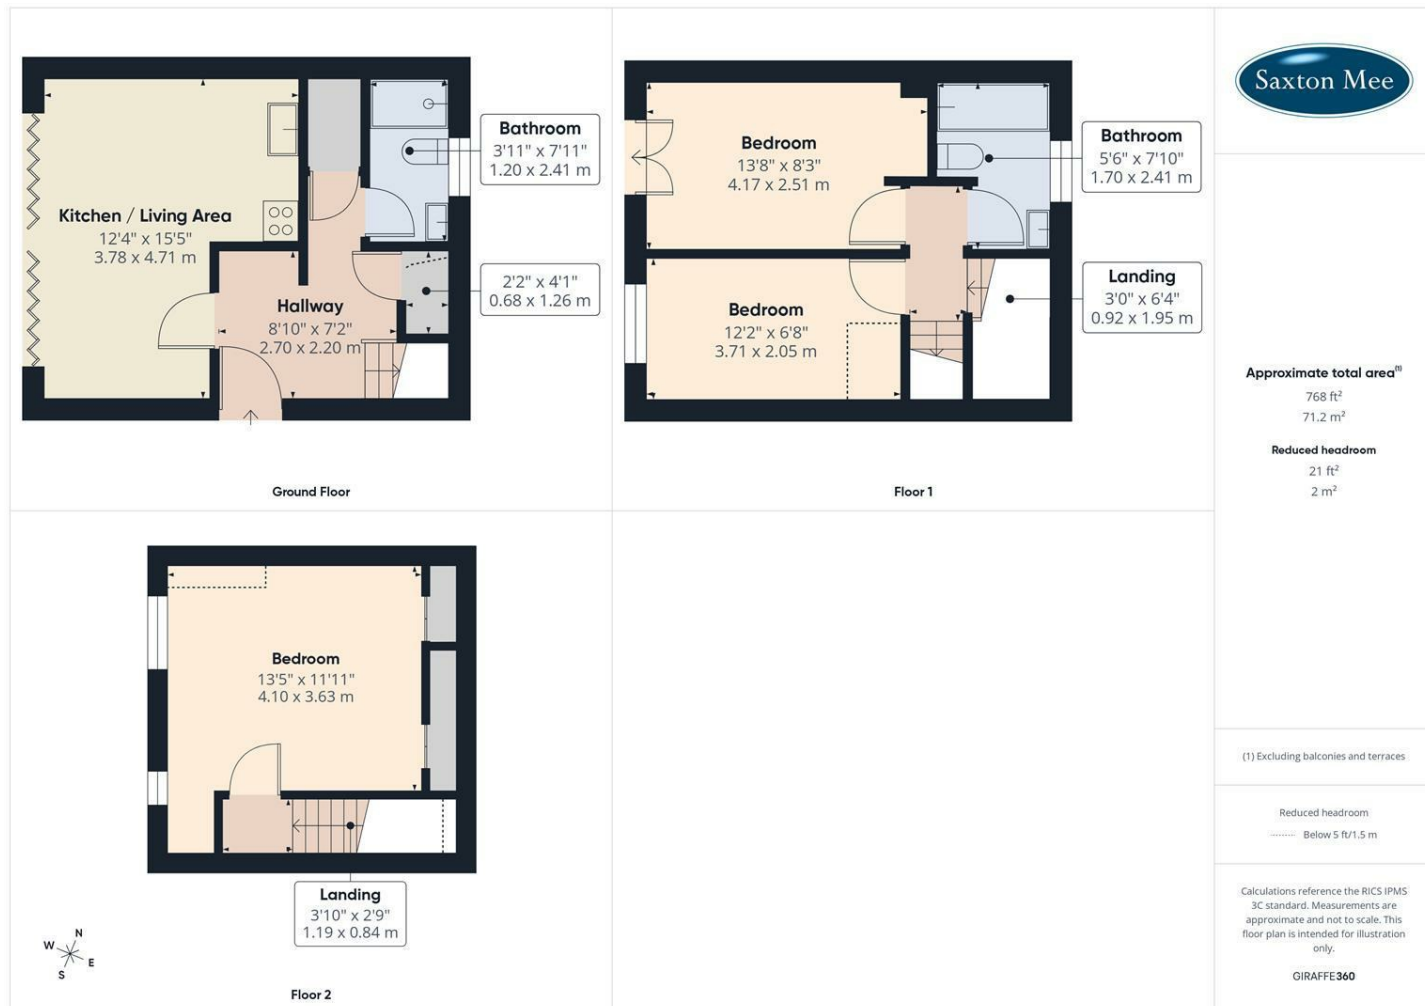 Kitchen / Living Area
12'4" x 15'5"
3.78 x 4.71 m
Hallway
8'10" x 7'2"
2.70 x 2.20 m
Bathroom
3'11" x 7'11"
1.20 x 2.41 m
2'2" x 4'1"
0.68 x 1.26 m
Ground Floor
Bedroom
13'8" x 8'3"
4.17 x 2.51 m
Bedroom
12'2" x 6'8"
3.71 x 2.05 m
Bathroom
5'6" x 7'10"
1.70 x 2.41 m
Landing
3'0" x 6'4"
0.92 x 1.95 m
Floor 1
Bedroom
13'5" x 11'11"
4.10 x 3.63 m
Landing
3'10" x 2'9"
1.19 x 0.84 m
N
W
E
S
Floor 2
Saxton Mee
Approximate total area(1)
768 ft²
71.2 m²
Reduced headroom
21 ft²
2 m²
(1) Excluding balconies and terraces
Reduced headroom
Below 5 ft/1.5 m
Calculations reference the RICS IPMS
3C standard. Measurements are
approximate and not to scale. This
floor plan is intended for illustration
only.
GIRAFFE360